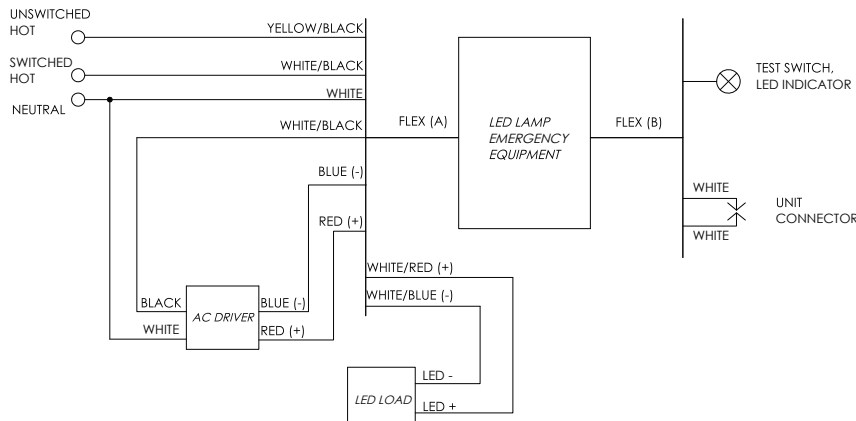 UNSWITCHED
HOT
YELLOW/BLACK
SWITCHED
HOT
WHITE/BLACK
NEUTRAL
WHITE
WHITE/BLACK
BLUE (-)
RED (+)
WHITE/RED (+)
WHITE/BLUE (-)
FLEX (A)
LED LAMP
EMERGENCY
EQUIPMENT
FLEX (B)
TEST SWITCH,
LED INDICATOR
WHITE
WHITE
UNIT
CONNECTOR
BLACK
WHITE
AC DRIVER
BLUE (-)
RED (+)
LED LOAD
LED -
LED +